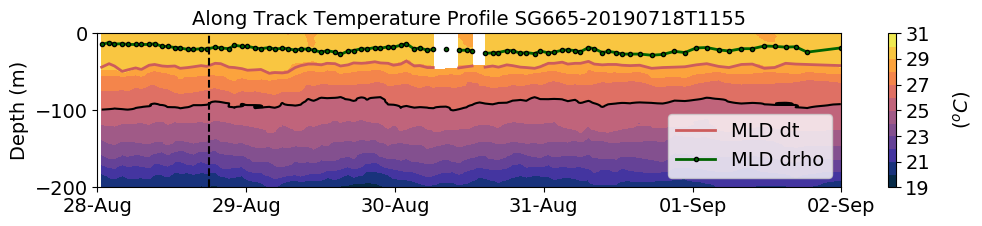 Along Track Temperature Profile SG665-20190718T1155
Depth (m)
0
−100
−200
28-Aug
29-Aug
30-Aug
31-Aug
01-Sep
02-Sep
MLD dt
MLD drho
31
29
27
25
23
21
19
(°C)